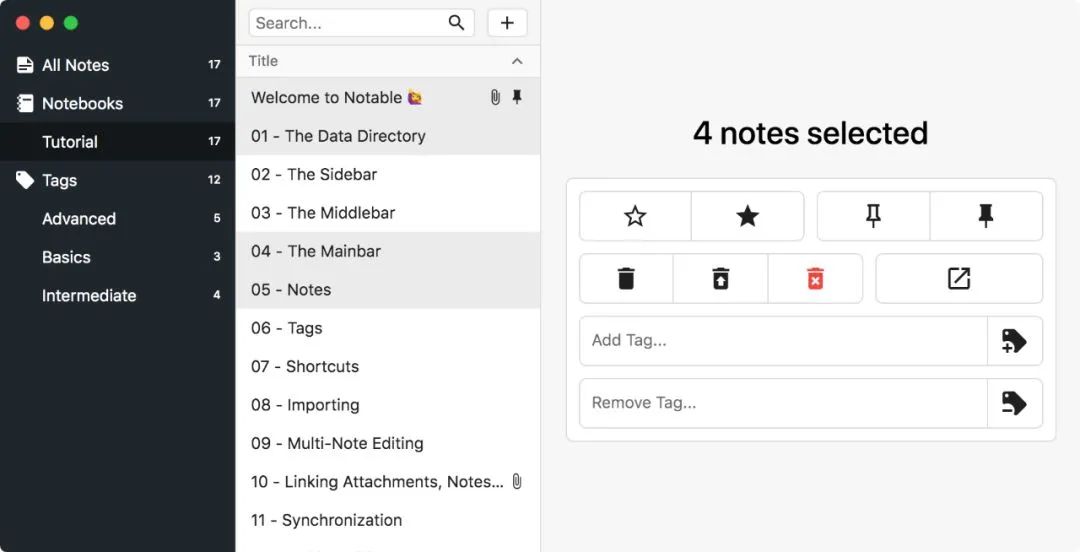 All Notes 17
Notebooks 17
Tutorial 17
Tags 12
Advanced 5
Basics 3
Intermediate 4
Search...
Title
Welcome to Notable 🙋
01 - The Data Directory
02 - The Sidebar
03 - The Middlebar
04 - The Mainbar
05 - Notes
06 - Tags
07 - Shortcuts
08 - Importing
09 - Multi-Note Editing
10 - Linking Attachments, Notes...
11 - Synchronization
4 notes selected
Add Tag...
Remove Tag...